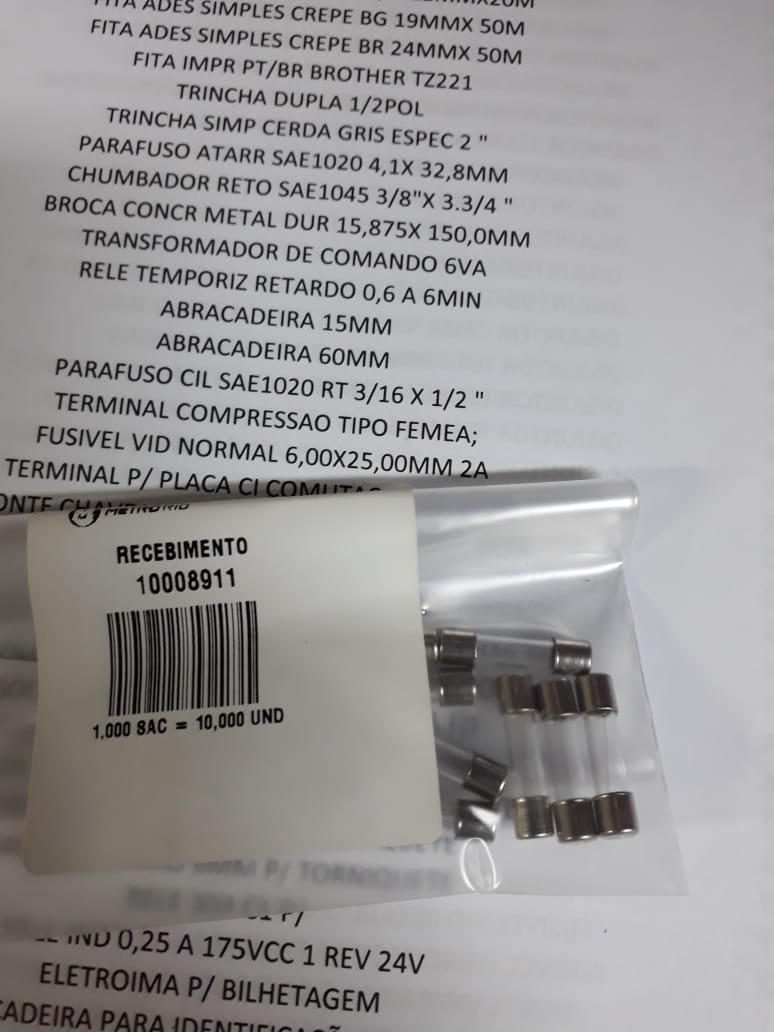 FITA ADES SIMPLES CREPE BG 19MMX 50M
FITA ADES SIMPLES CREPE BR 24MMX 50M
FITA IMPR PT/BR BROTHER TZ221
TRINCHA DUPLA 1/2POL
TRINCHA SIMP CERDA GRIS ESPEC 2 "
PARAFUSO ATARR SAE1020 4,1X 32,8MM
CHUMBADOR RETO SAE1045 3/8"X 3.3/4 "
BROCA CONCR METAL DUR 15,875X 150,0MM
TRANSFORMADOR DE COMANDO 6VA
RELE TEMPORIZ RETARDO 0,6 A 6MIN
ABRACADEIRA 15MM
ABRACADEIRA 60MM
PARAFUSO CIL SAE1020 RT 3/16 X 1/2 "
TERMINAL COMPRESSAO TIPO FEMEA;
FUSIVEL VID NORMAL 6,00X25,00MM 2A
TERMINAL P/ PLACA CI
METRÔRIO
RECEBIMENTO
10008911
1,000 SAC = 10,000 UND
MM P/ TORNIQUETE
P/
IND 0,25 A 175VCC 1 REV 24V
ELETROIMA P/ BILHETAGEM
PARA